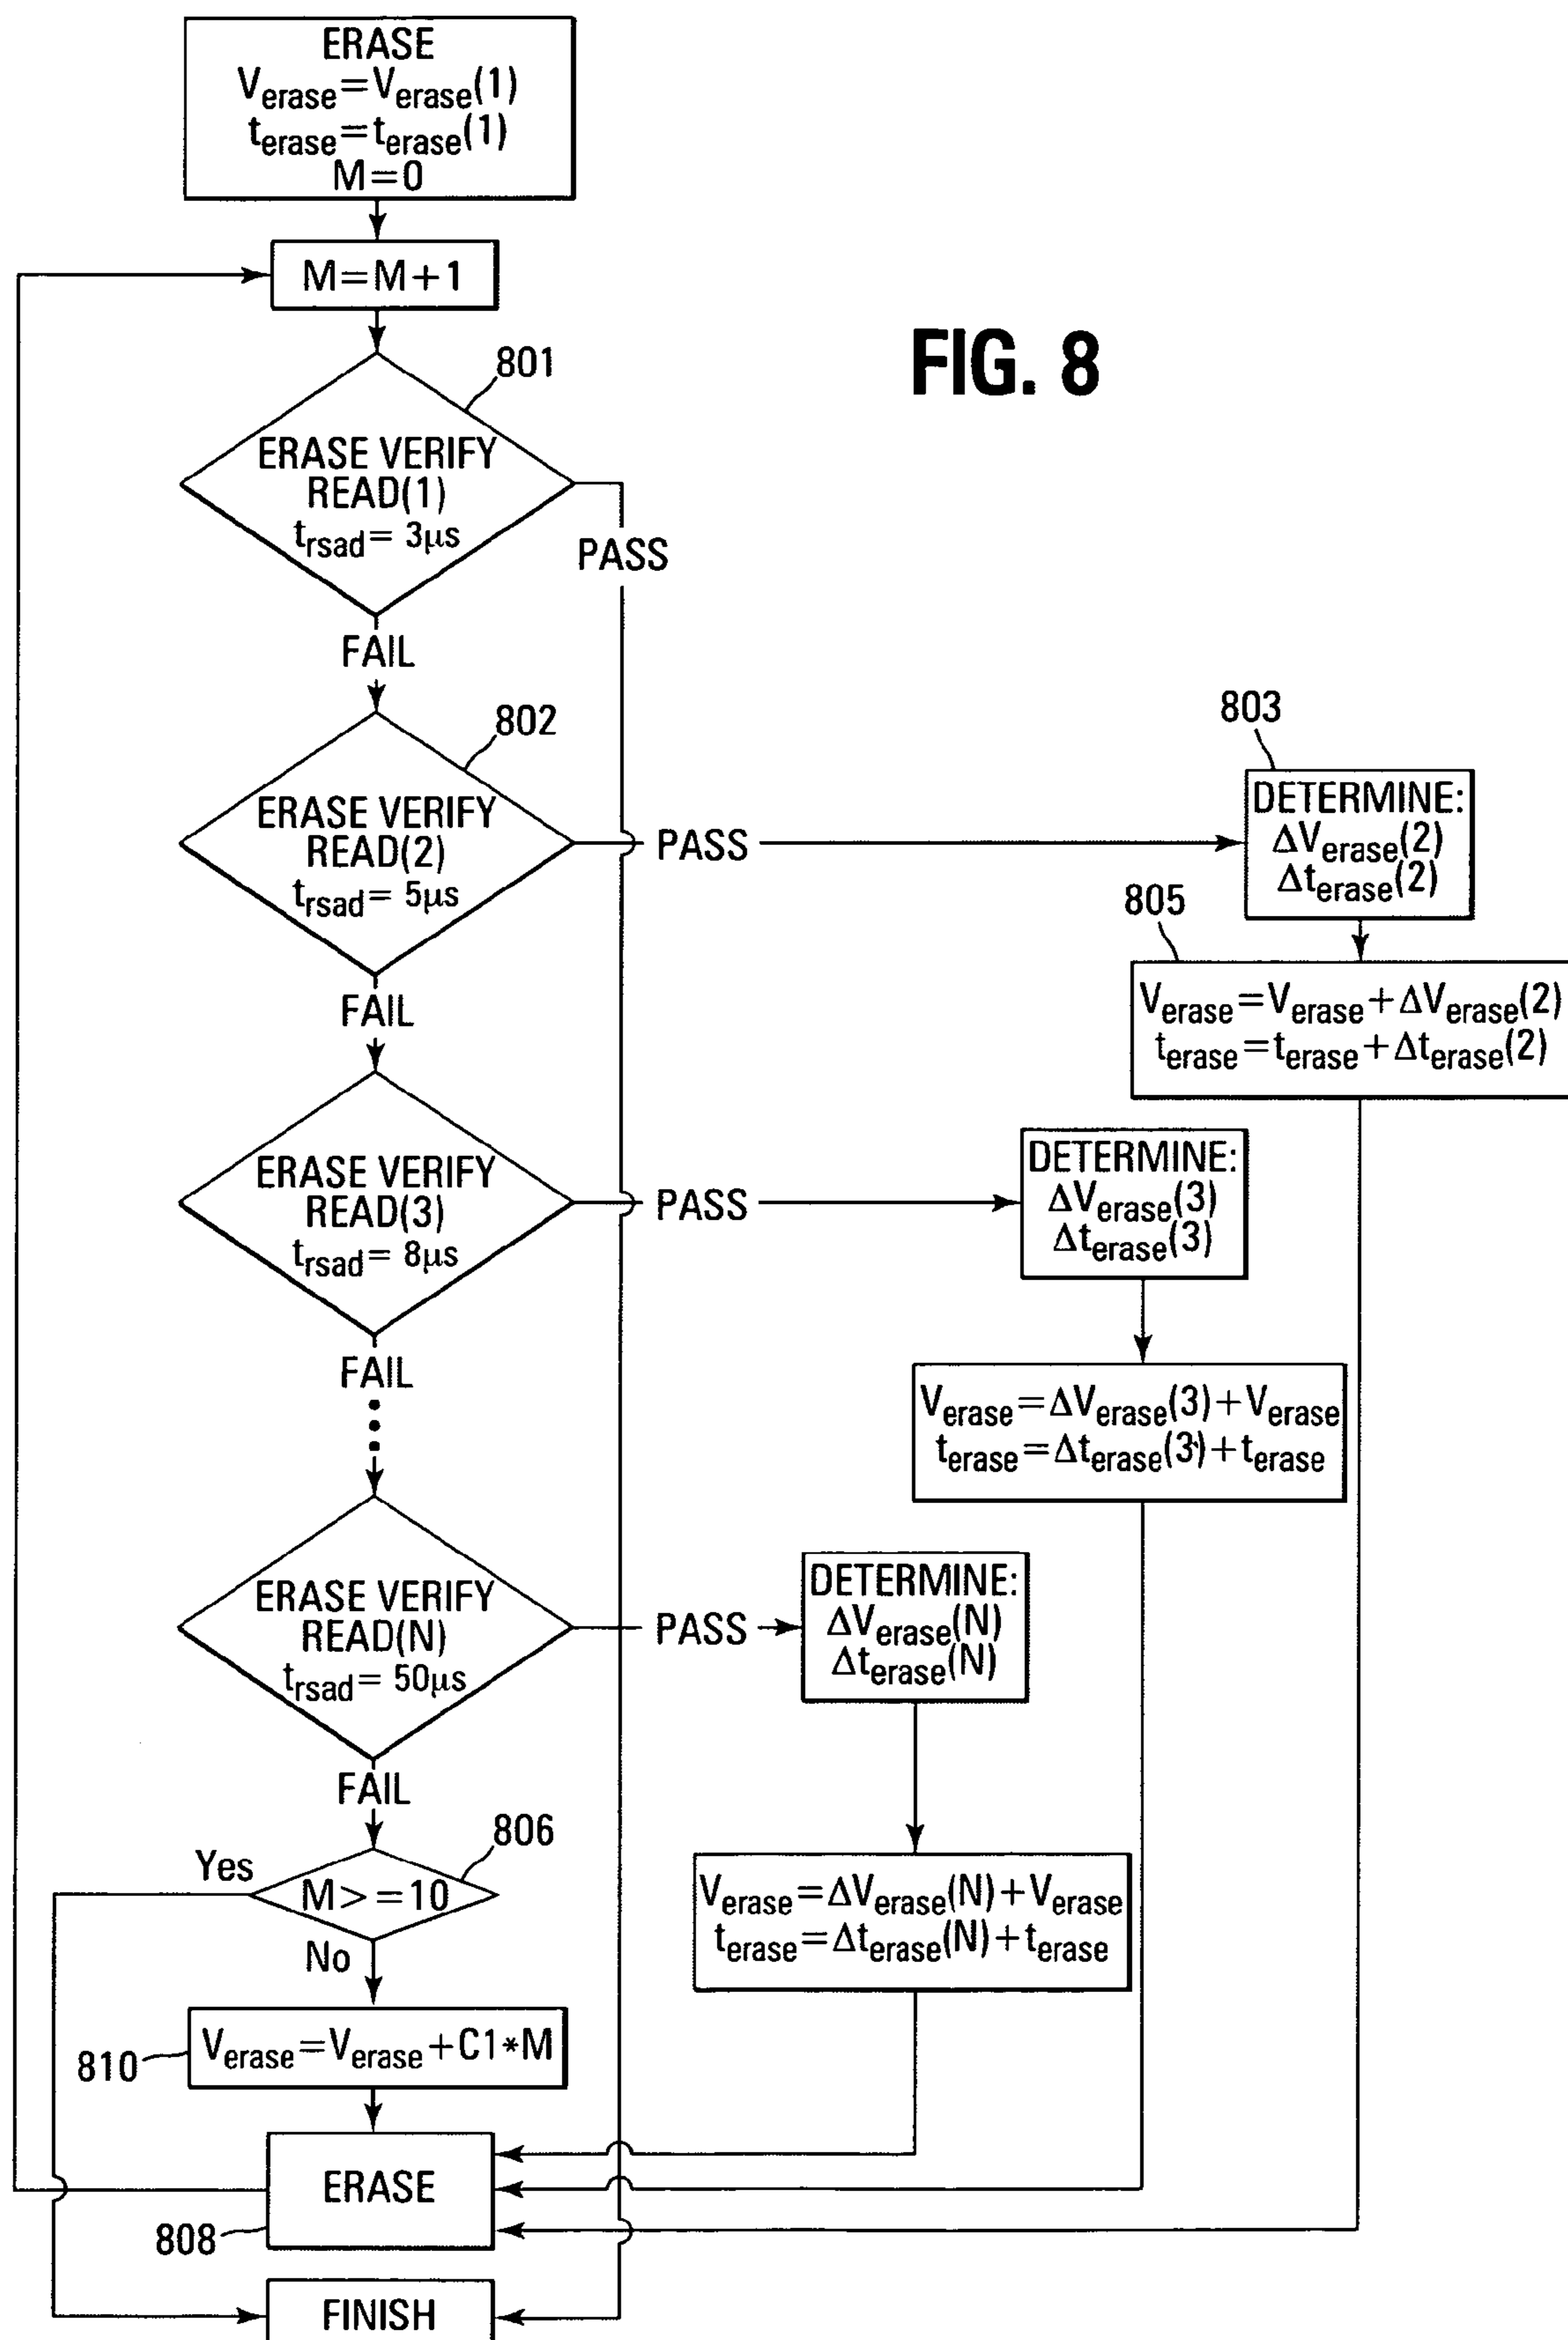 ERASE
Verase=Verase(1)
terase=terase(1)
M=0
M=M+1
FIG. 8
801
ERASE VERIFY
READ(1)
trsad= 3μs
PASS
FAIL
802
ERASE VERIFY
READ(2)
trsad= 5μs
PASS
803
DETERMINE:
ΔVerase(2)
Δterase(2)
805
Verase=Verase+ΔVerase(2)
terase=terase+Δterase(2)
FAIL
ERASE VERIFY
READ(3)
trsad= 8μs
PASS
DETERMINE:
ΔVerase(3)
Δterase(3)
Verase=ΔVerase(3)+Verase
terase=Δterase(3)+terase
FAIL
ERASE VERIFY
READ(N)
trsad= 50μs
PASS
DETERMINE:
ΔVerase(N)
Δterase(N)
Verase=ΔVerase(N)+Verase
terase=Δterase(N)+terase
FAIL
806
Yes
M>=10
No
810
Verase=Verase+C1*M
ERASE
808
FINISH